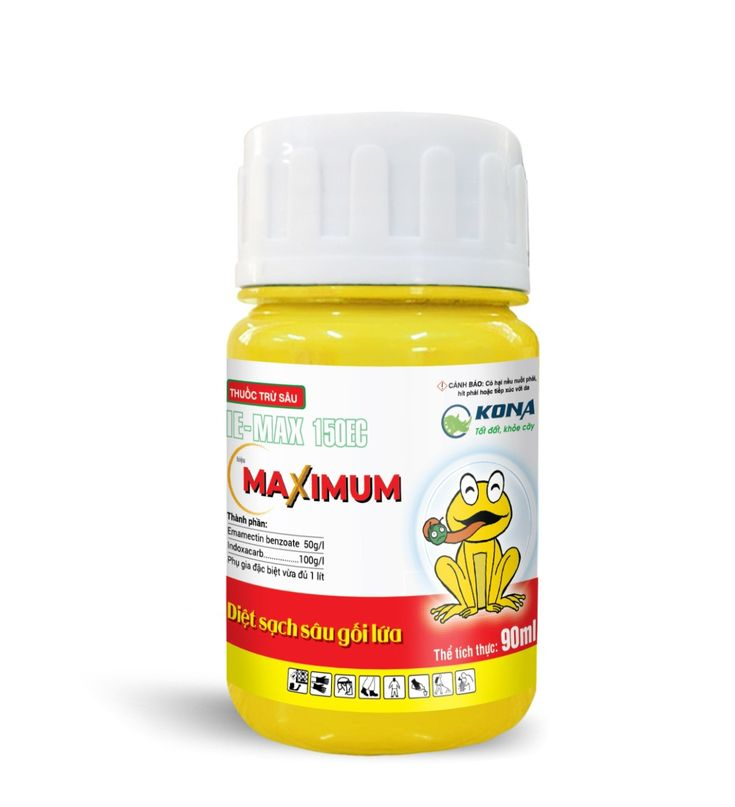 THUỐC TRỪ SÂU
IE-MAX 150EC
hiệu
MAXIMUM
Thành phần:
Emamectin benzoate 50g/l
Indoxacarb..................100g/l
Phụ gia đặc biệt vừa đủ 1 lít
CẢNH BÁO: Có hại nếu nuốt phải,
hít phải hoặc tiếp xúc với da
KONA
Tốt đất, khỏe cây
Diệt sạch sâu gối lứa
Thể tích thực: 90ml